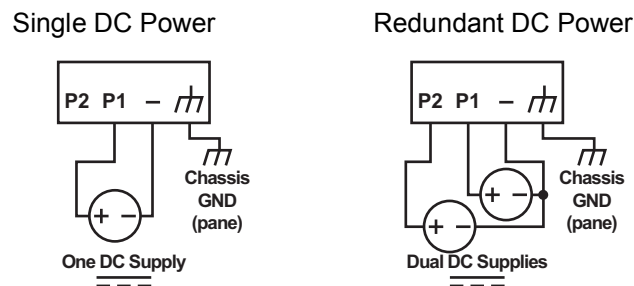 Single DC Power
P2 P1 –
Chassis
GND
(pane)
+ –
One DC Supply
Redundant DC Power
P2 P1 –
Chassis
GND
(pane)
+ –
+ –
Dual DC Supplies